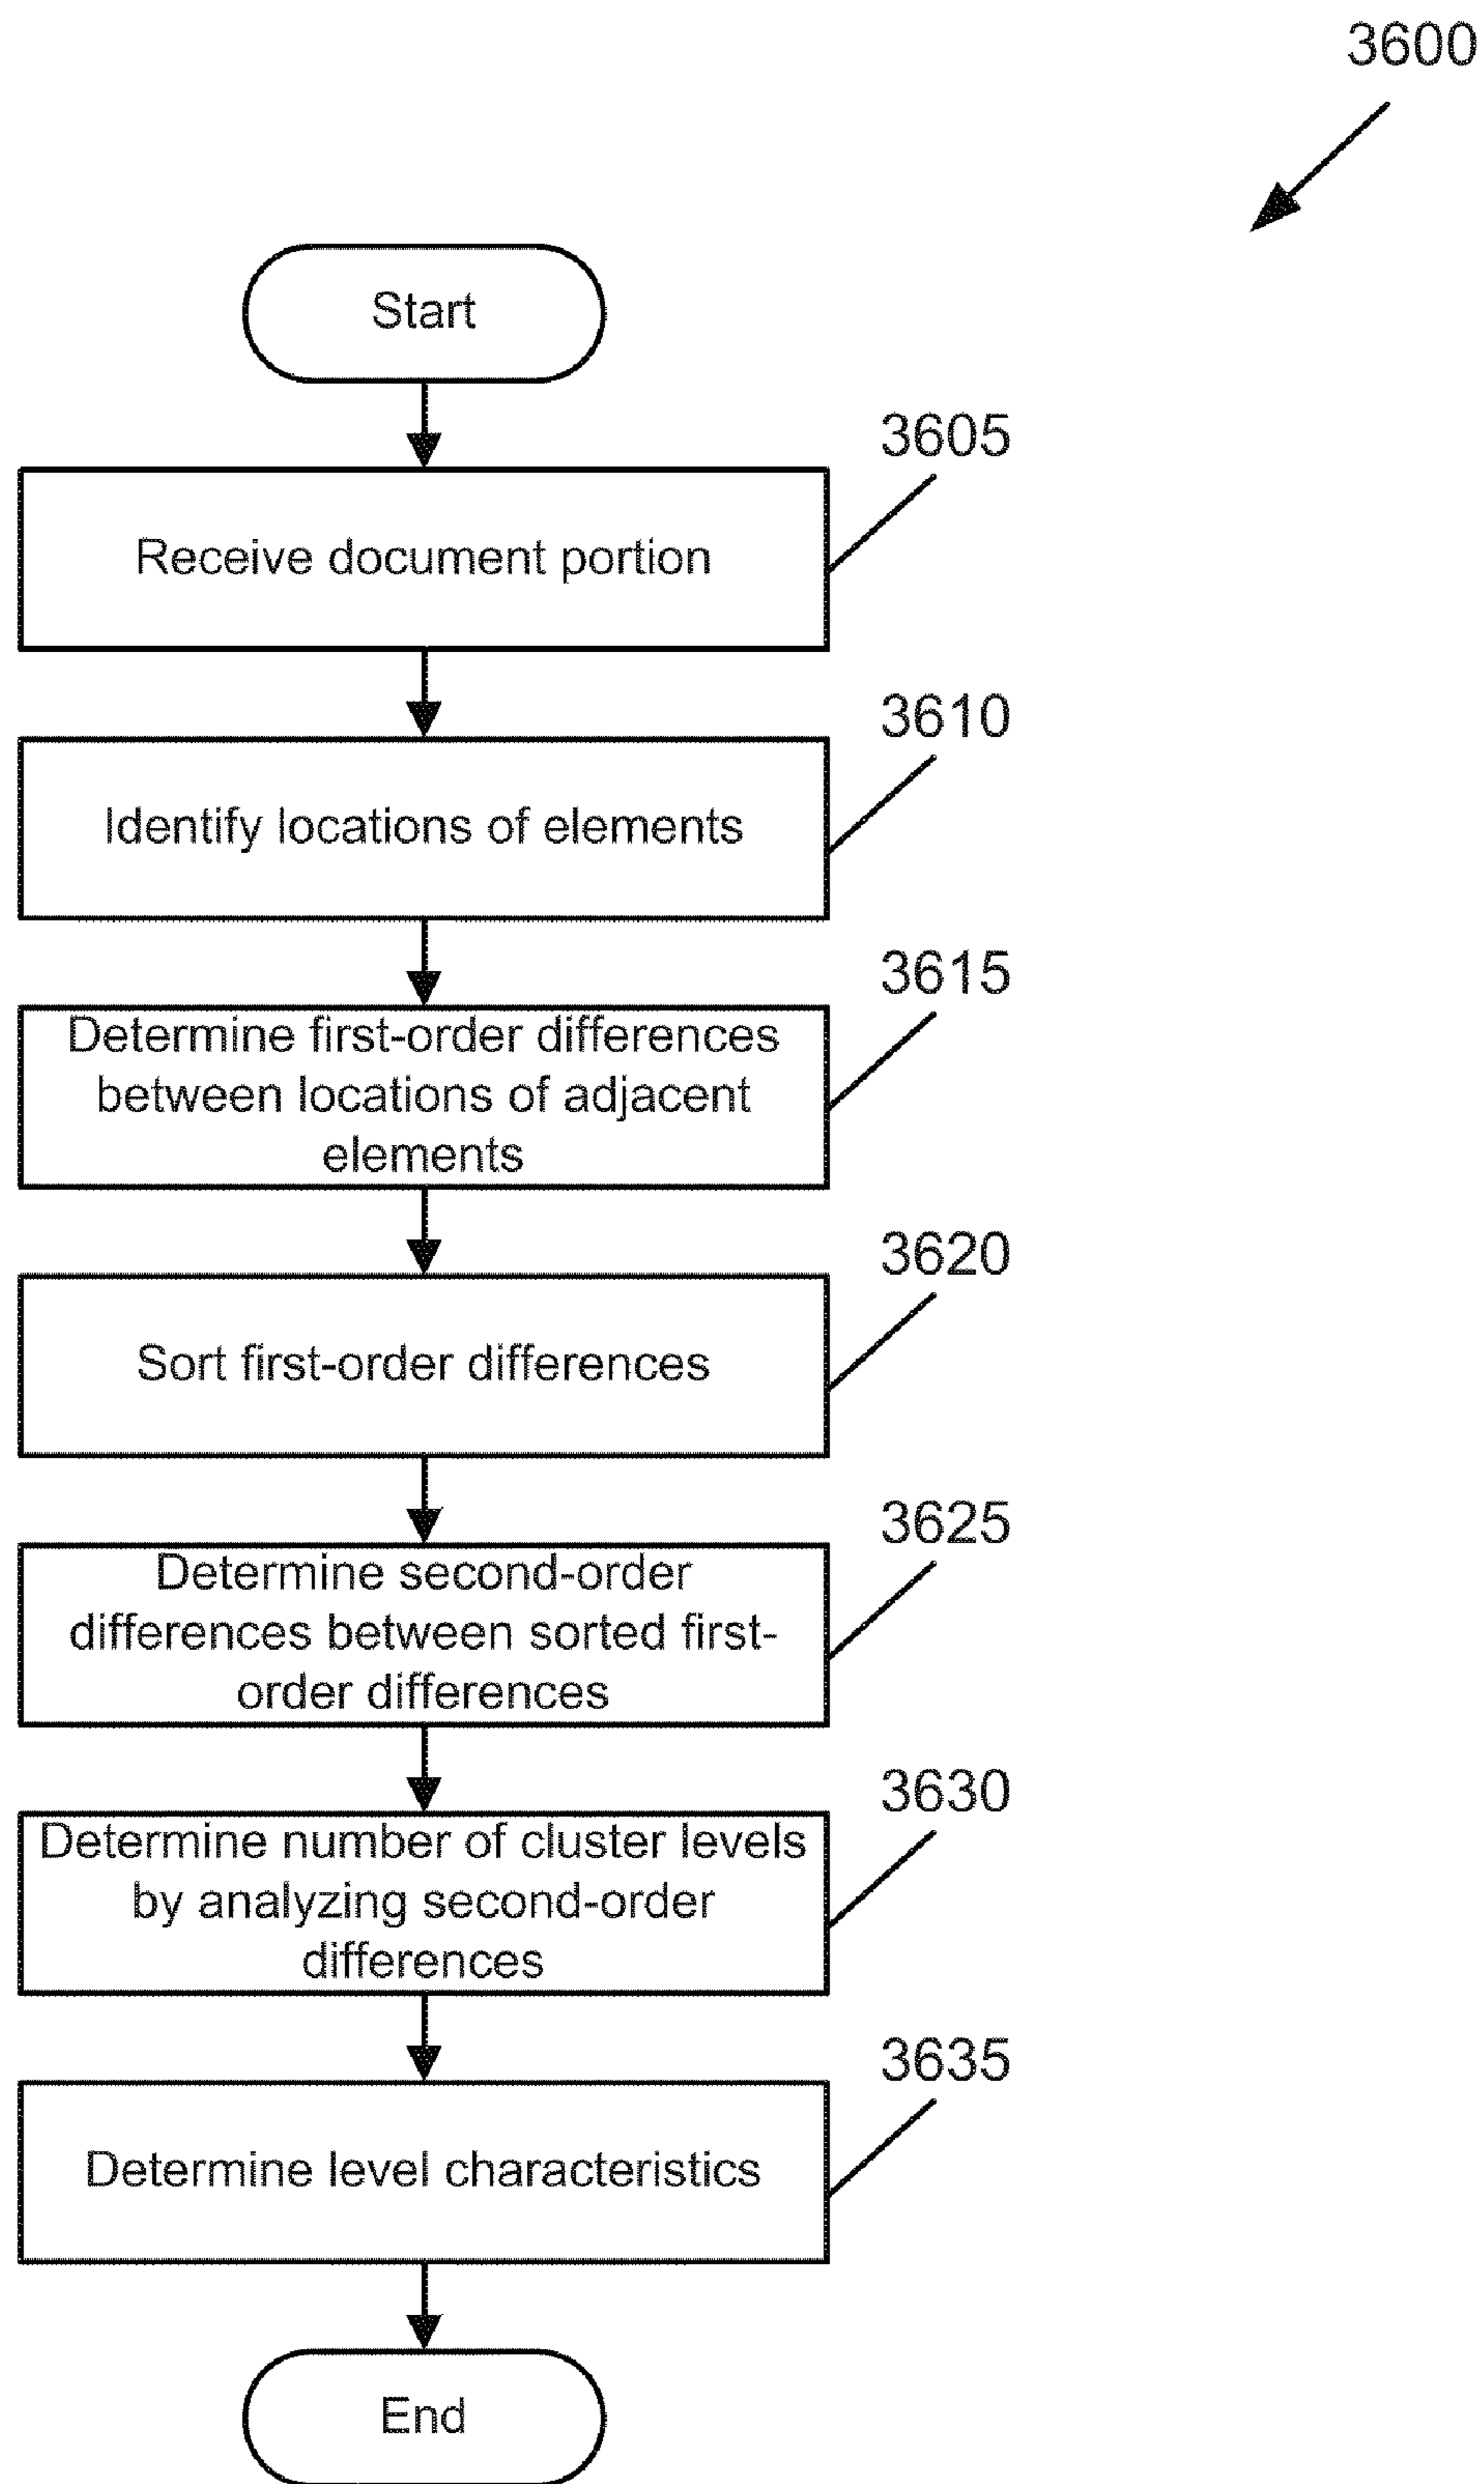 3600
Start
3605
Receive document portion
3610
Identify locations of elements
3615
Determine first-order differences
between locations of adjacent
elements
3620
Sort first-order differences
3625
Determine second-order
differences between sorted first-
order differences
3630
Determine number of cluster levels
by analyzing second-order
differences
3635
Determine level characteristics
End